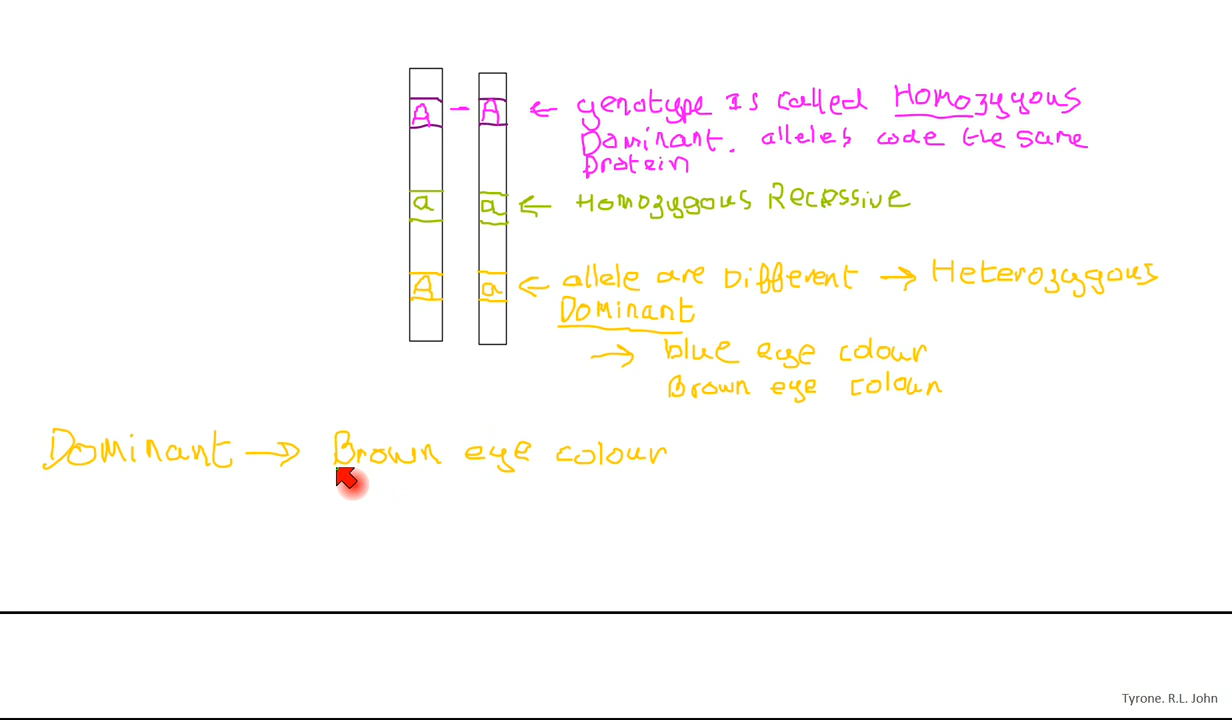 A - A ← genotype is called Homozygous
Dominant. alleles code the same
Protein
a a ← Homozygous Recessive
A a ← allele are Different → Heterozygous
Dominant
→ blue eye colour
Brown eye colour
Dominant → Brown eye colour
Tyrone. R.L. John